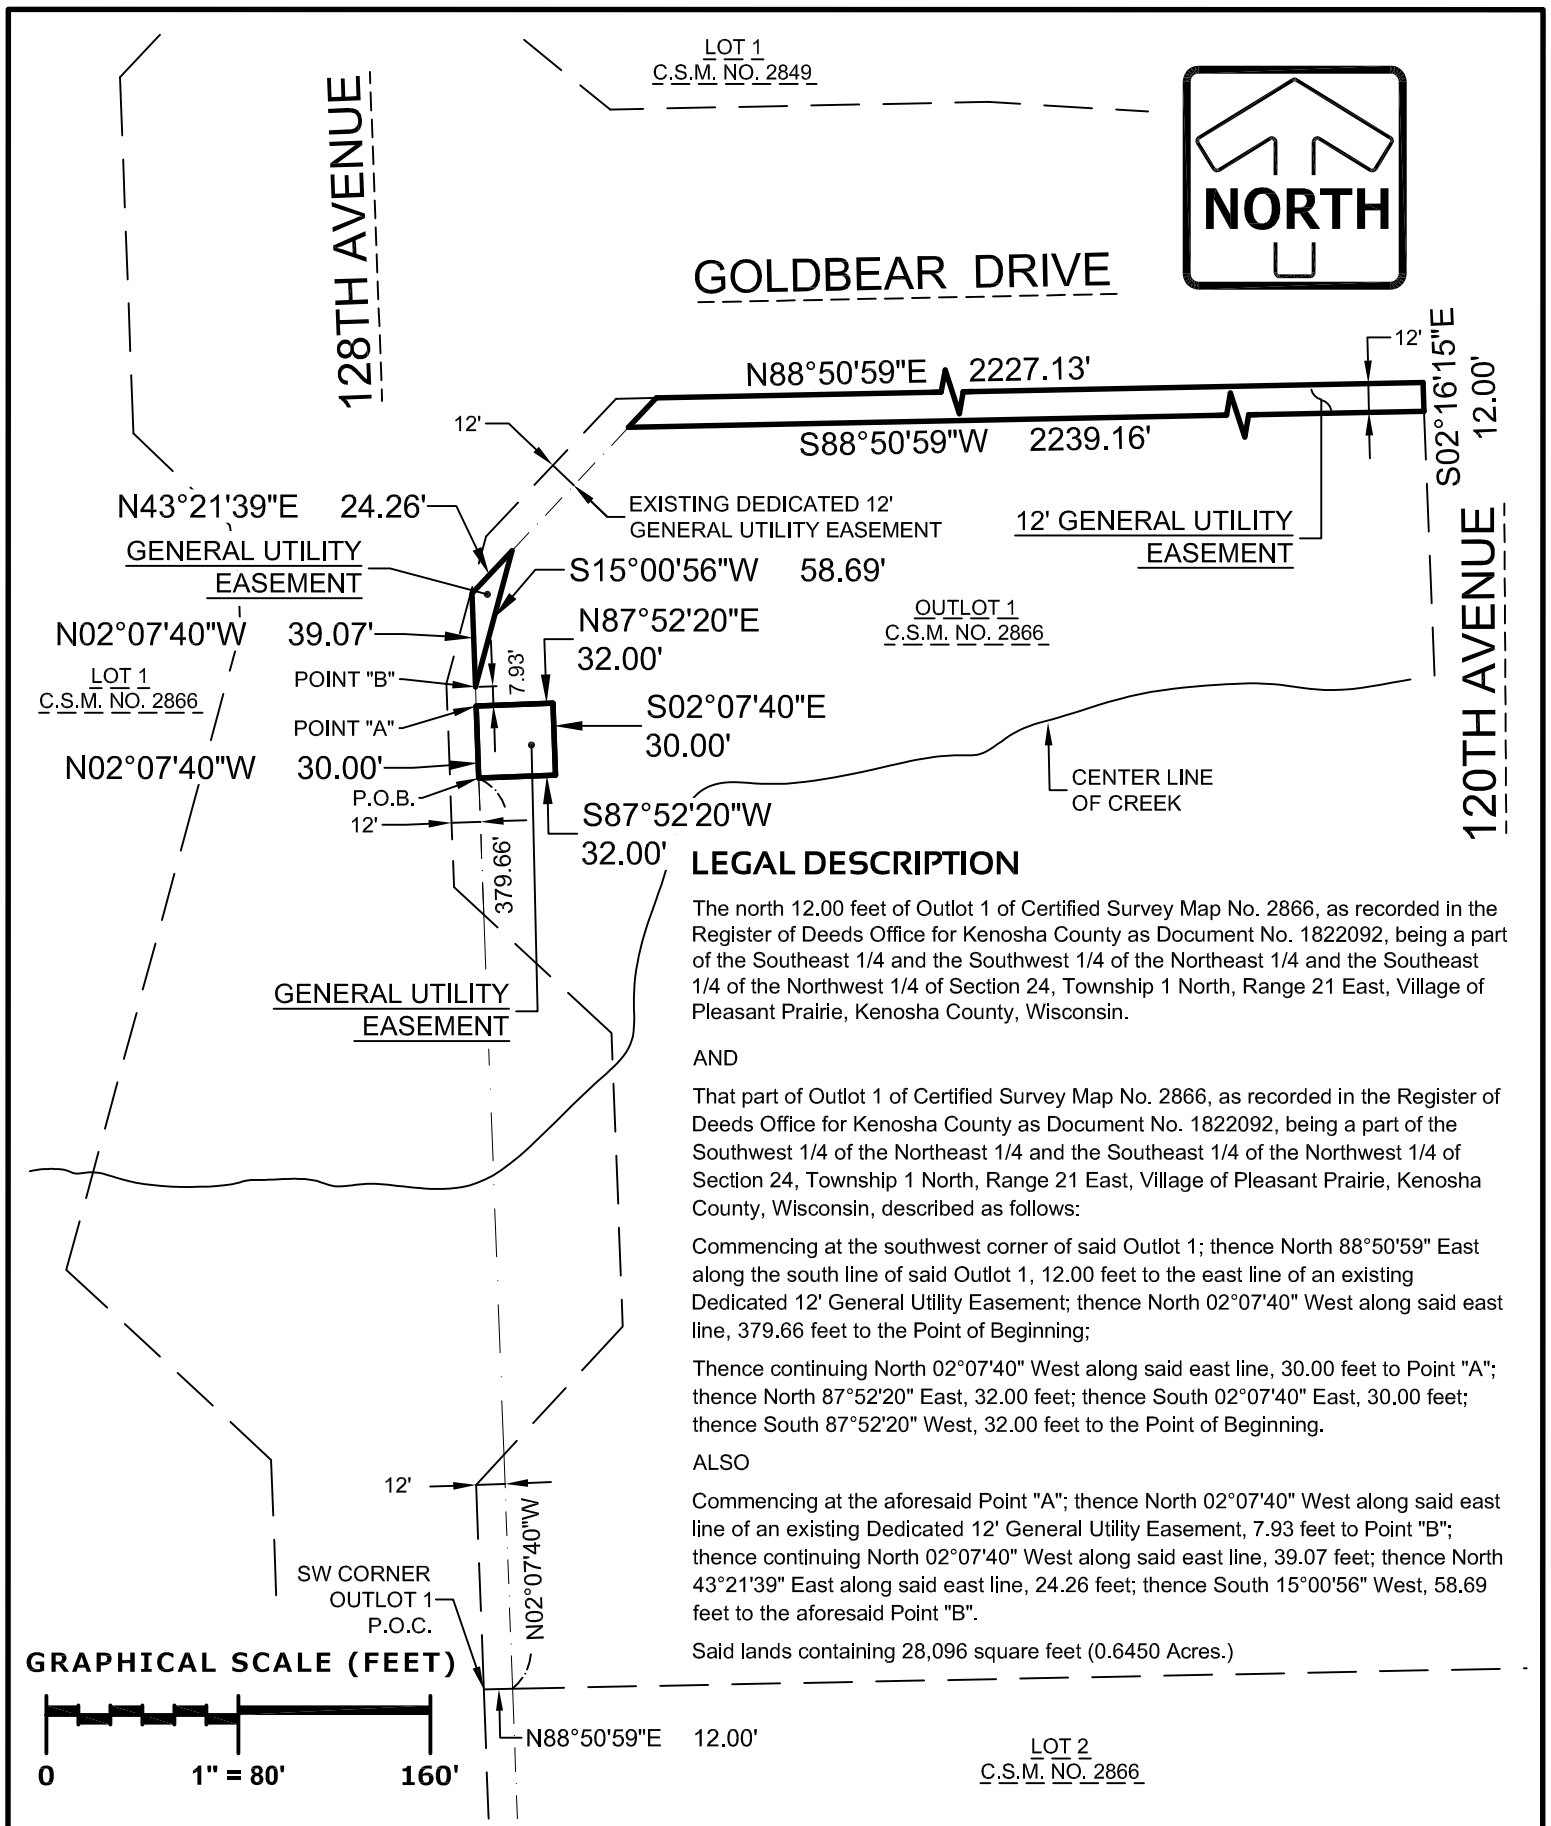 LOT 1
C.S.M. NO. 2849
128TH AVENUE
NORTH
GOLDBEAR DRIVE
12'
S02°16'15"E
12.00'
N88°50'59"E 2227.13'
12'
S88°50'59"W 2239.16'
N43°21'39"E 24.26'
EXISTING DEDICATED 12'
GENERAL UTILITY EASEMENT
12' GENERAL UTILITY
EASEMENT
GENERAL UTILITY
EASEMENT
S15°00'56"W 58.69'
120TH AVENUE
OUTLOT 1
C.S.M. NO. 2866
N02°07'40"W 39.07'
N87°52'20"E
32.00'
7.93'
LOT 1
C.S.M. NO. 2866
POINT "B"
POINT "A"
S02°07'40"E
30.00'
N02°07'40"W 30.00'
P.O.B.
12'
CENTER LINE
OF CREEK
S87°52'20"W
32.00'
379.66'
GENERAL UTILITY
EASEMENT
LEGAL DESCRIPTION
The north 12.00 feet of Outlot 1 of Certified Survey Map No. 2866, as recorded in the
Register of Deeds Office for Kenosha County as Document No. 1822092, being a part
of the Southeast 1/4 and the Southwest 1/4 of the Northeast 1/4 and the Southeast
1/4 of the Northwest 1/4 of Section 24, Township 1 North, Range 21 East, Village of
Pleasant Prairie, Kenosha County, Wisconsin.
AND
That part of Outlot 1 of Certified Survey Map No. 2866, as recorded in the Register of
Deeds Office for Kenosha County as Document No. 1822092, being a part of the
Southwest 1/4 of the Northeast 1/4 and the Southeast 1/4 of the Northwest 1/4 of
Section 24, Township 1 North, Range 21 East, Village of Pleasant Prairie, Kenosha
County, Wisconsin, described as follows:
Commencing at the southwest corner of said Outlot 1; thence North 88°50'59" East
along the south line of said Outlot 1, 12.00 feet to the east line of an existing
Dedicated 12' General Utility Easement; thence North 02°07'40" West along said east
line, 379.66 feet to the Point of Beginning;
Thence continuing North 02°07'40" West along said east line, 30.00 feet to Point "A";
thence North 87°52'20" East, 32.00 feet; thence South 02°07'40" East, 30.00 feet;
thence South 87°52'20" West, 32.00 feet to the Point of Beginning.
ALSO
Commencing at the aforesaid Point "A"; thence North 02°07'40" West along said east
line of an existing Dedicated 12' General Utility Easement, 7.93 feet to Point "B";
thence continuing North 02°07'40" West along said east line, 39.07 feet; thence North
43°21'39" East along said east line, 24.26 feet; thence South 15°00'56" West, 58.69
feet to the aforesaid Point "B".
Said lands containing 28,096 square feet (0.6450 Acres.)
12'
N02°07'40"W
SW CORNER
OUTLOT 1
P.O.C.
GRAPHICAL SCALE (FEET)
0 1" = 80' 160'
N88°50'59"E 12.00'
LOT 2
C.S.M. NO. 2866